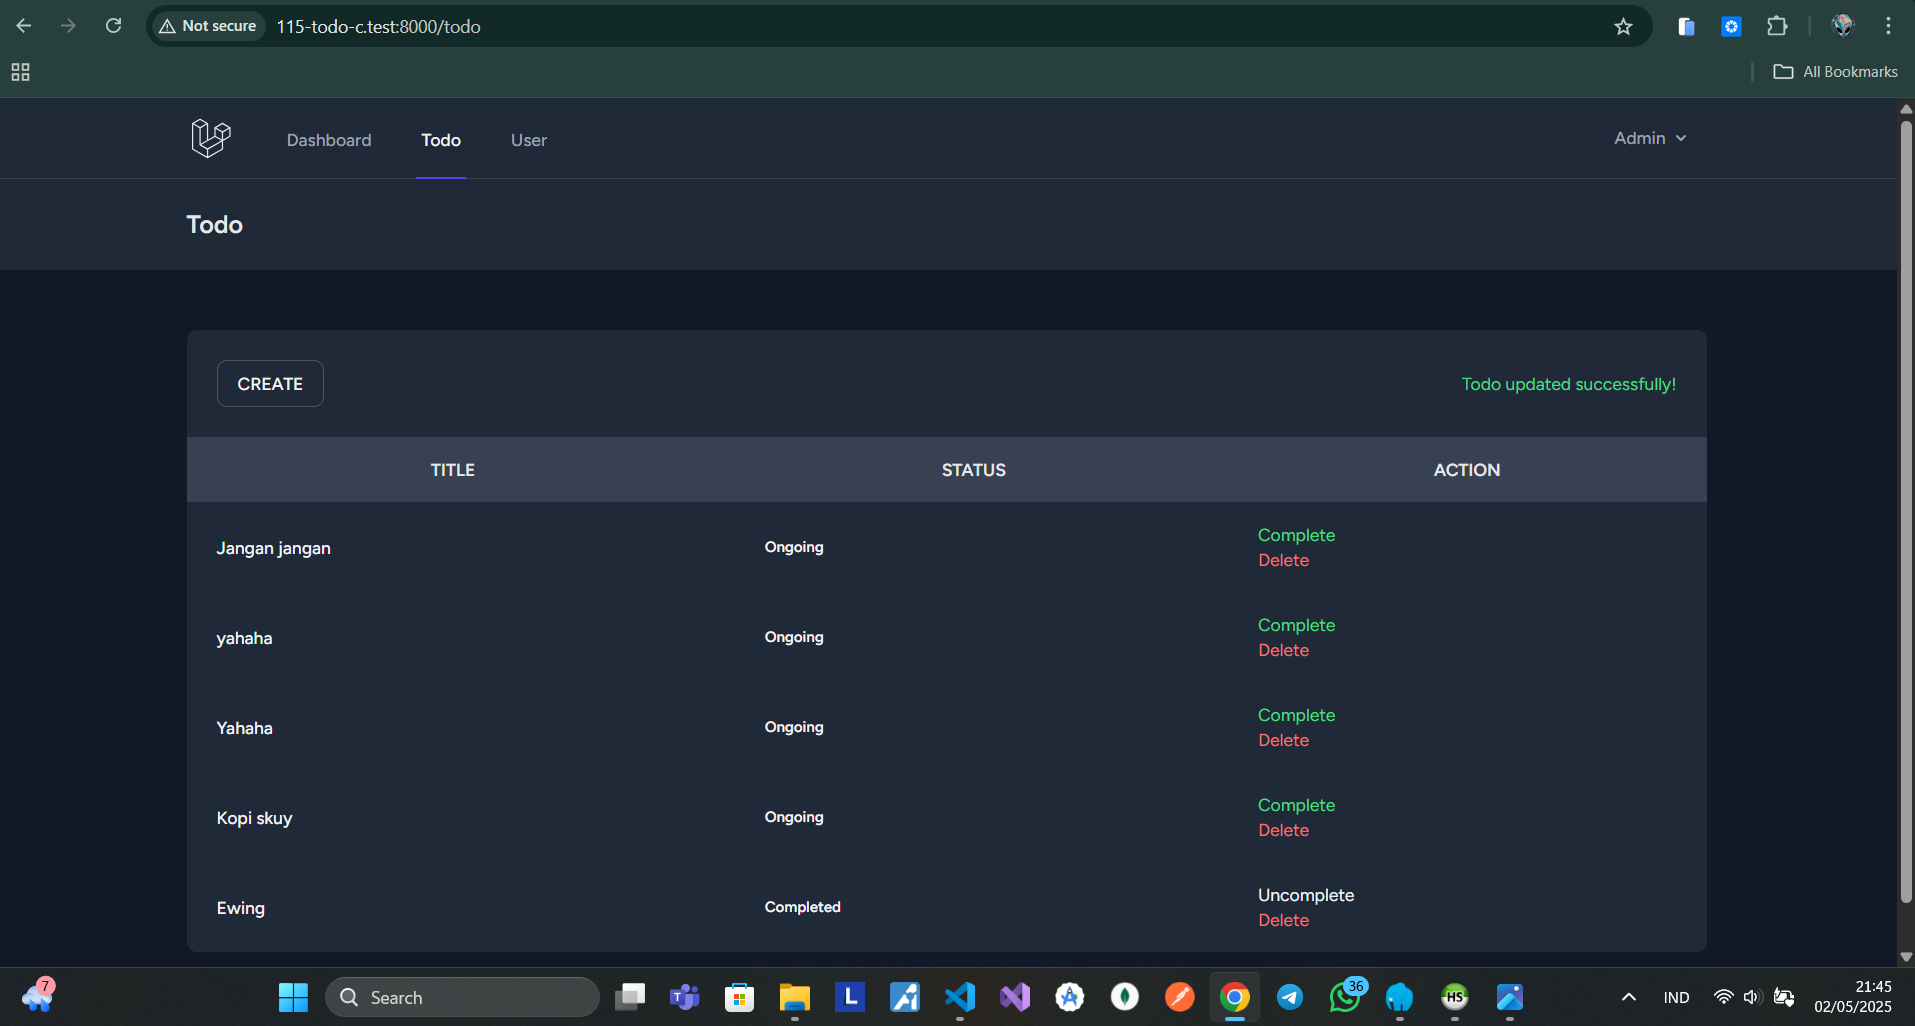 Not secure 115-todo-c.test:8000/todo
All Bookmarks
Dashboard Todo User Admin
Todo
CREATE Todo updated successfully!
TITLE STATUS ACTION
Jangan jangan Ongoing Complete
Delete
yahaha Ongoing Complete
Delete
Yahaha Ongoing Complete
Delete
Kopi skuy Ongoing Complete
Delete
Ewing Completed Uncomplete
Delete
7 Search T L 36 HS IND 21:45
02/05/2025